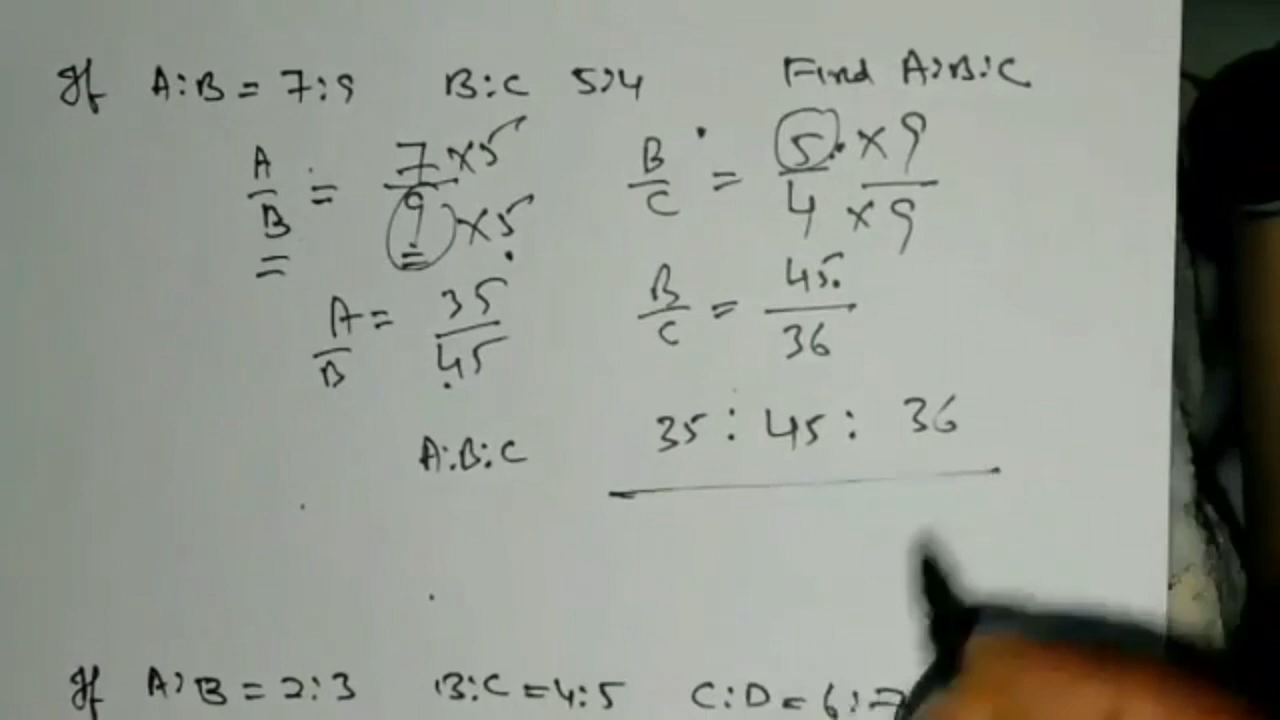 If A:B = 7:9 B:C 5:4 Find A:B:C
A/B = 7×5/9×5 B/C = 5×9/4×9
A/B = 35/45 B/C = 45/36
A:B:C 35 : 45 : 36
If A:B = 2:3 B:C = 4:5 C:D = 6:7